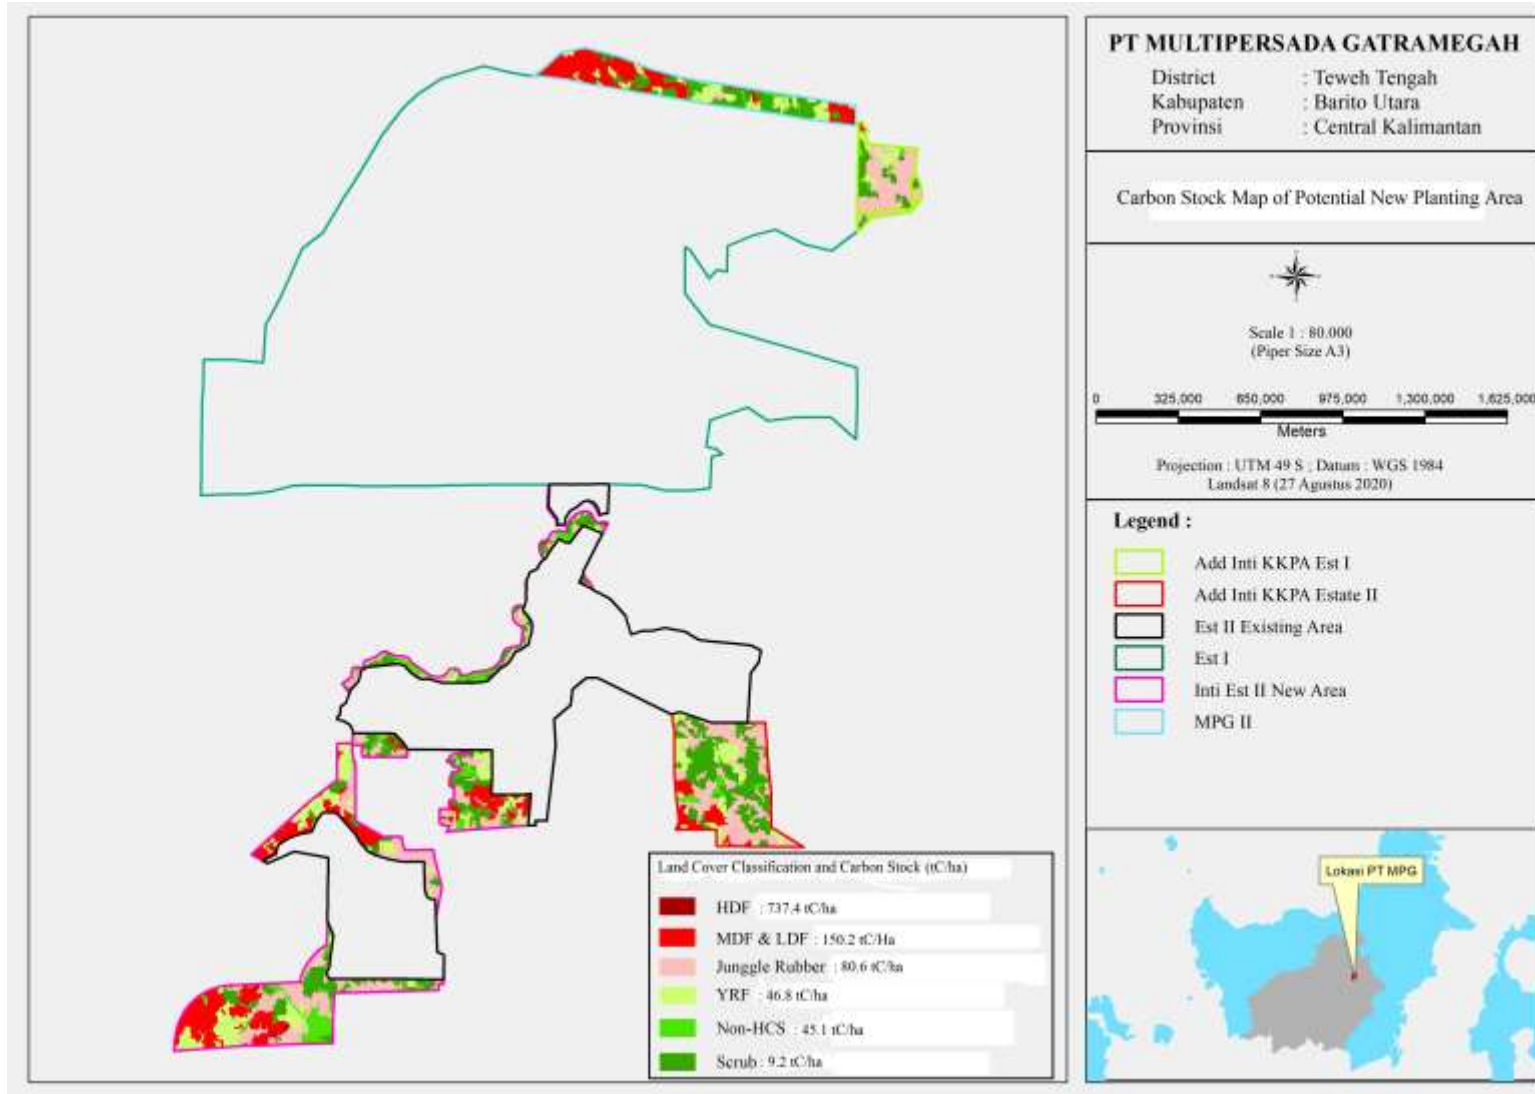 PT MULTIPERSADA GATRAMEGAH
District : Teweh Tengah
Kabupaten : Barito Utara
Provinsi : Central Kalimantan
Carbon Stock Map of Potential New Planting Area
Scale 1 : 80.000
(Piper Size A3)
0 325,000 650,000 975,000 1,300,000 1,625,000
Meters
Projection : UTM 49 S ; Datum : WGS 1984
Landsat 8 (27 Agustus 2020)
Legend :
Add Inti KKPA Est I
Add Inti KKPA Estate II
Est II Existing Area
Est I
Inti Est II New Area
MPG II
Lokasi PT MPG
Land Cover Classification and Carbon Stock (tC/ha)
HDF : 737.4 tC/ha
MDF & LDF : 150.2 tC/Ha
Junggle Rubber : 80.6 tC/ha
YRF : 46.8 tC/ha
Non-HCS : 45.1 tC/ha
Scrub : 9.2 tC/ha